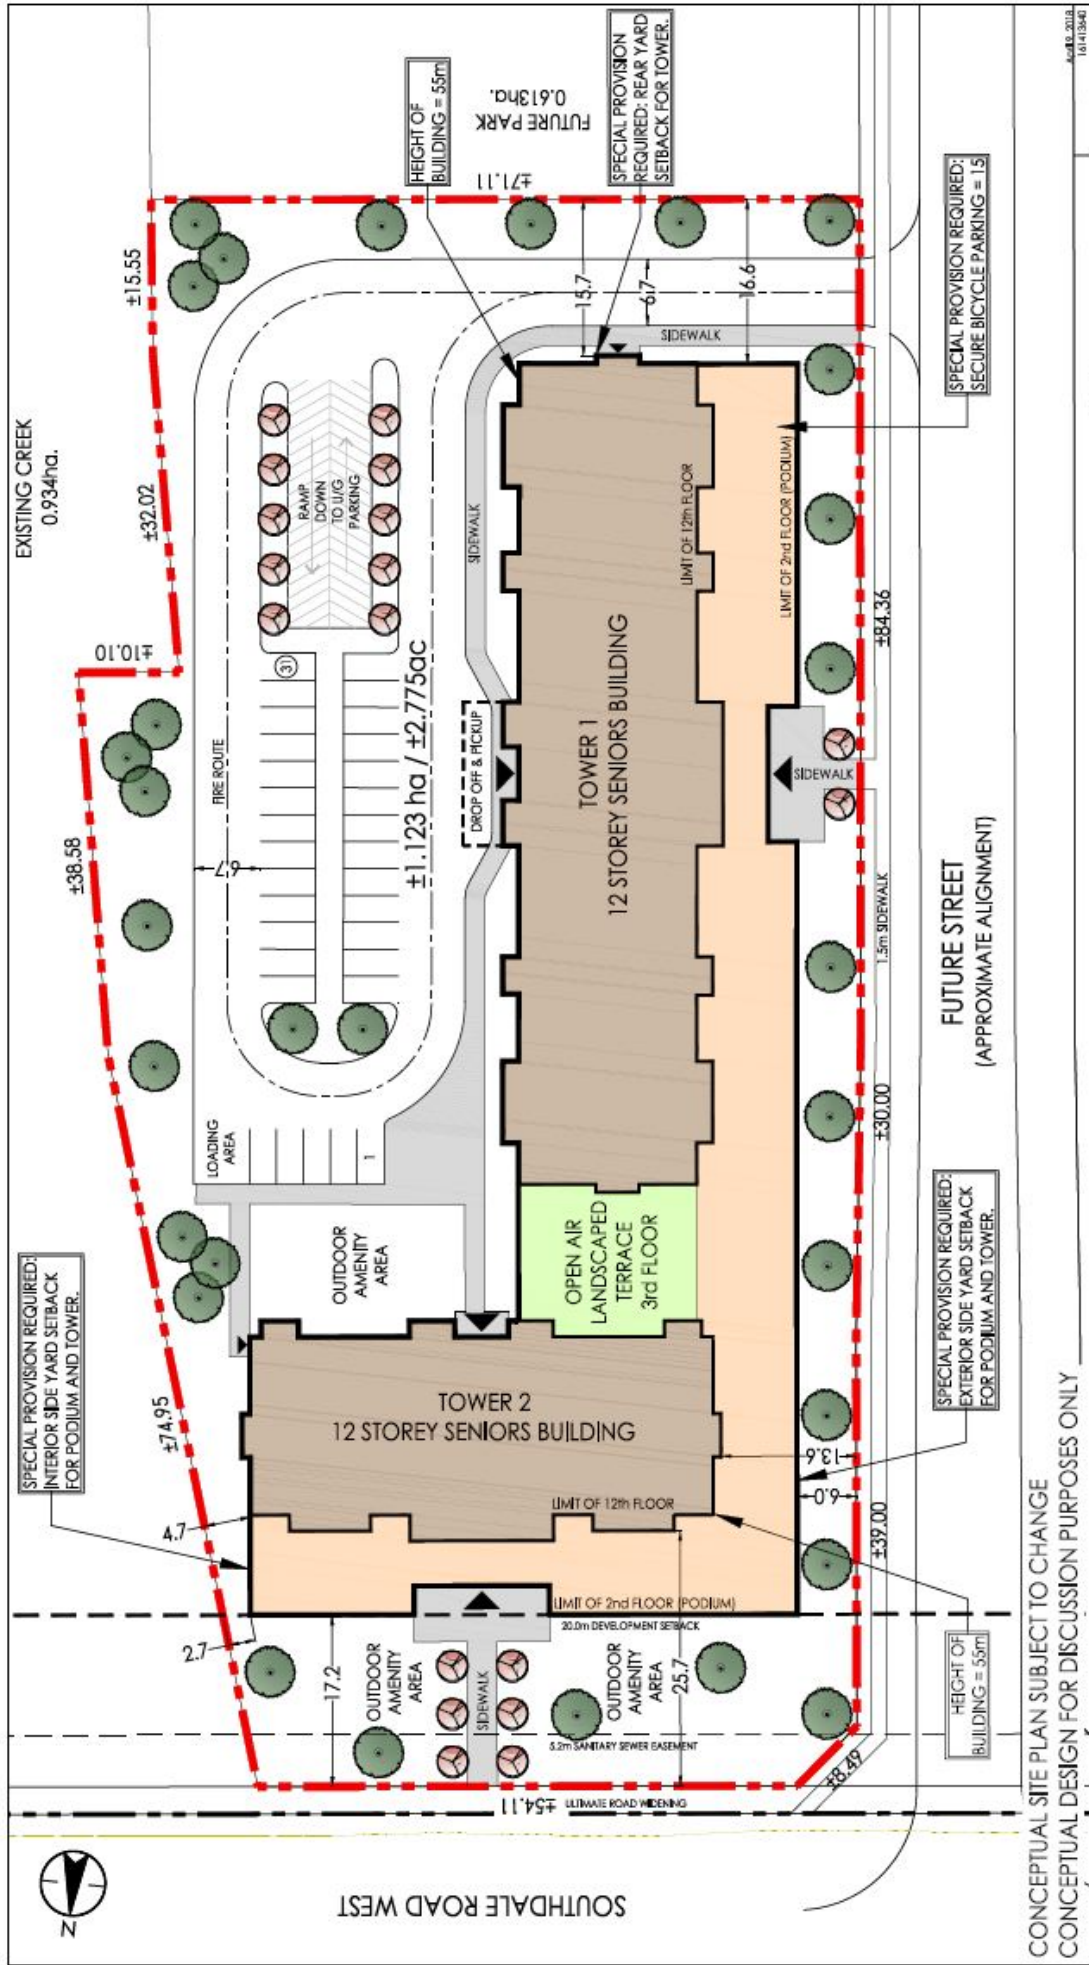 EXISTING CREEK
0.934ha.
FUTURE PARK
0.613ha.
HEIGHT OF
BUILDING = 55m
SPECIAL PROVISION
REQUIRED: REAR YARD
SETBACK FOR TOWER.
SPECIAL PROVISION REQUIRED:
SECURE BICYCLE PARKING = 15
SPECIAL PROVISION REQUIRED:
INTERIOR SIDE YARD SETBACK
FOR PODIUM AND TOWER.
SPECIAL PROVISION REQUIRED:
EXTERIOR SIDE YARD SETBACK
FOR PODIUM AND TOWER.
HEIGHT OF
BUILDING = 55m
±74.95
±38.58
±10.10
±32.02
±15.55
±71.11
±84.36
±30.00
±39.00
±8.49
±54.11
ULTIMATE ROAD WIDENING
4.7
2.7
17.2
25.7
13.6
6.0
15.7
6.7
16.6
6.7
FIRE ROUTE
LOADING
AREA
1
31
RAMP
DOWN
TO U/G
PARKING
±1.123 ha / ±2.775ac
DROP OFF & PICKUP
SIDEWALK
SIDEWALK
OUTDOOR
AMENITY
AREA
TOWER 1
12 STOREY SENIORS BUILDING
LIMIT OF 12th FLOOR
LIMIT OF 2nd FLOOR (PODIUM)
OPEN AIR
LANDSCAPED
TERRACE
3rd FLOOR
TOWER 2
12 STOREY SENIORS BUILDING
LIMIT OF 12th FLOOR
LIMIT OF 2nd FLOOR (PODIUM)
20.0m DEVELOPMENT SETBACK
OUTDOOR
AMENITY
AREA
SIDEWALK
OUTDOOR
AMENITY
AREA
5.2m SANITARY SEWER EASEMENT
SIDEWALK
1.5m SIDEWALK
FUTURE STREET
(APPROXIMATE ALIGNMENT)
SOUTHDALE ROAD WEST
N
CONCEPTUAL SITE PLAN SUBJECT TO CHANGE
CONCEPTUAL DESIGN FOR DISCUSSION PURPOSES ONLY
April 9, 2018
161413640